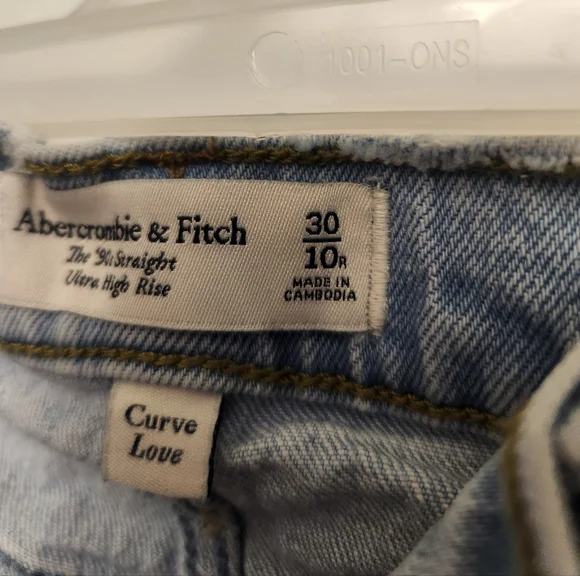 1001-ONS
Abercrombie & Fitch
The '90s Straight
Ultra High Rise
30
10R
MADE IN
CAMBODIA
Curve
Love